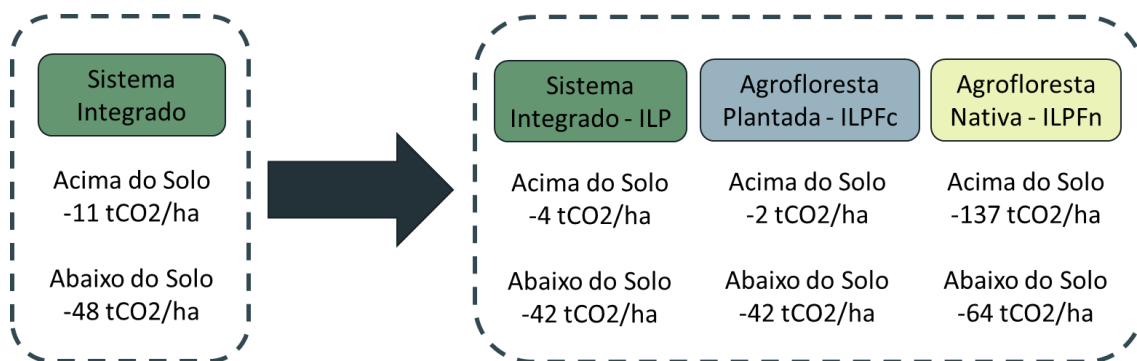 Sistema
Integrado
Acima do Solo
-11 tCO2/ha
Abaixo do Solo
-48 tCO2/ha
Sistema
Integrado - ILP
Acima do Solo
-4 tCO2/ha
Abaixo do Solo
-42 tCO2/ha
Agrofloresta
Plantada - ILPFc
Acima do Solo
-2 tCO2/ha
Abaixo do Solo
-42 tCO2/ha
Agrofloresta
Nativa - ILPFn
Acima do Solo
-137 tCO2/ha
Abaixo do Solo
-64 tCO2/ha